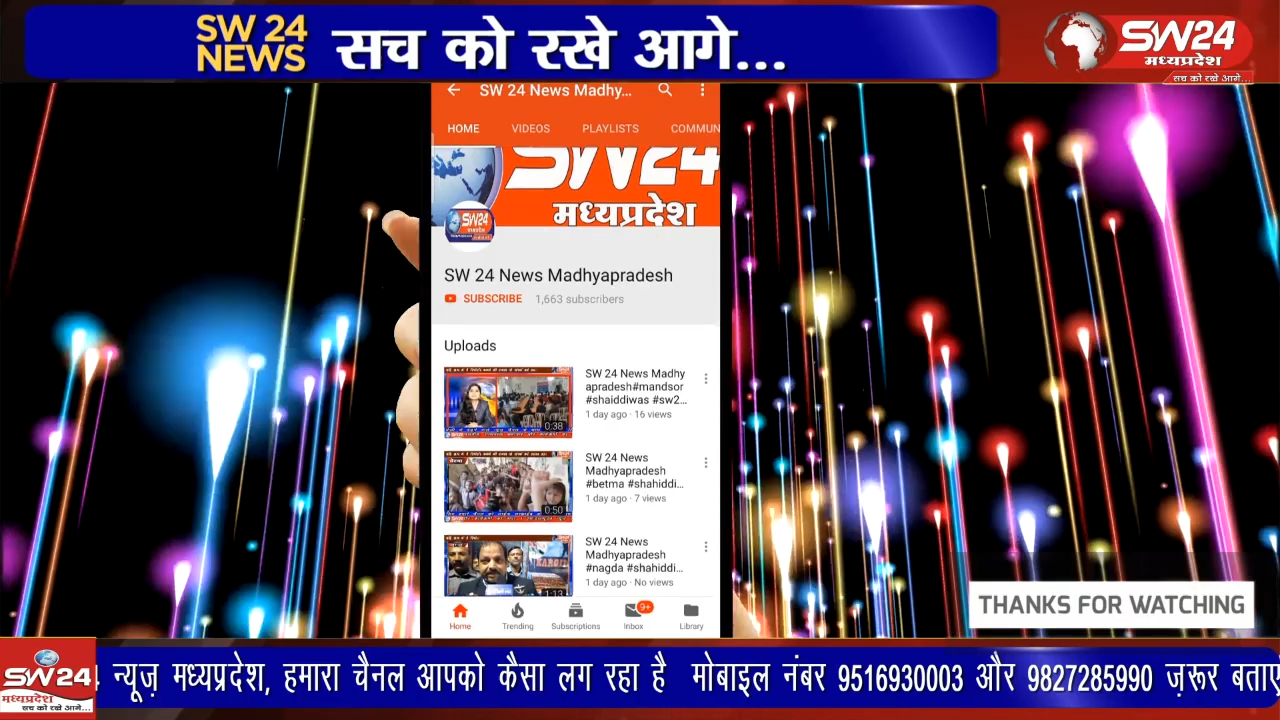 SW 24
NEWS
सच को रखे आगे...
SW24
मध्यप्रदेश
सच को रखे आगे...
SW 24 News Madhy...
HOME VIDEOS PLAYLISTS COMMUN
SW24
मध्यप्रदेश
SW24
SW 24 News Madhyapradesh
SUBSCRIBE 1,663 subscribers
Uploads
SW 24 News Madhy
apradesh#mandsor
#shaiddiwas #sw2...
1 day ago · 16 views
0:38
SW 24 News
Madhyapradesh
#betma #shahiddi...
1 day ago · 7 views
0:50
SW 24 News
Madhyapradesh
#nagda #shahiddi...
1 day ago · No views
1:13
Home Trending Subscriptions 9+ Inbox Library
THANKS FOR WATCHING
SW24
मध्यप्रदेश
सच को रखे आगे...
4 न्यूज़ मध्यप्रदेश, हमारा चैनल आपको कैसा लग रहा है मोबाइल नंबर 9516930003 और 9827285990 ज़रूर बताए